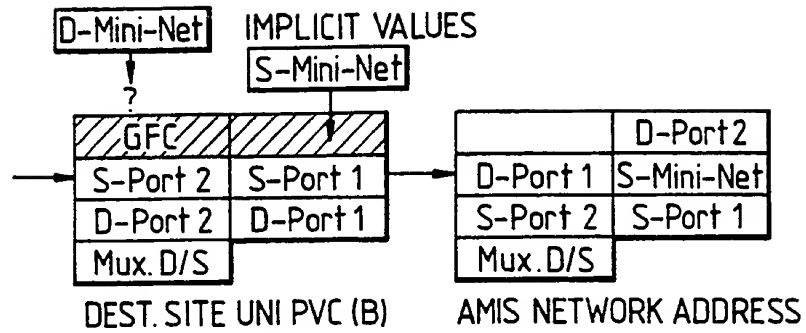 D-Mini-Net IMPLICIT VALUES
S-Mini-Net
?
GFC D-Port 2
S-Port 2 S-Port 1 D-Port 1 S-Mini-Net
D-Port 2 D-Port 1 S-Port 2 S-Port 1
Mux. D/S Mux. D/S
DEST. SITE UNI PVC (B) AMIS NETWORK ADDRESS